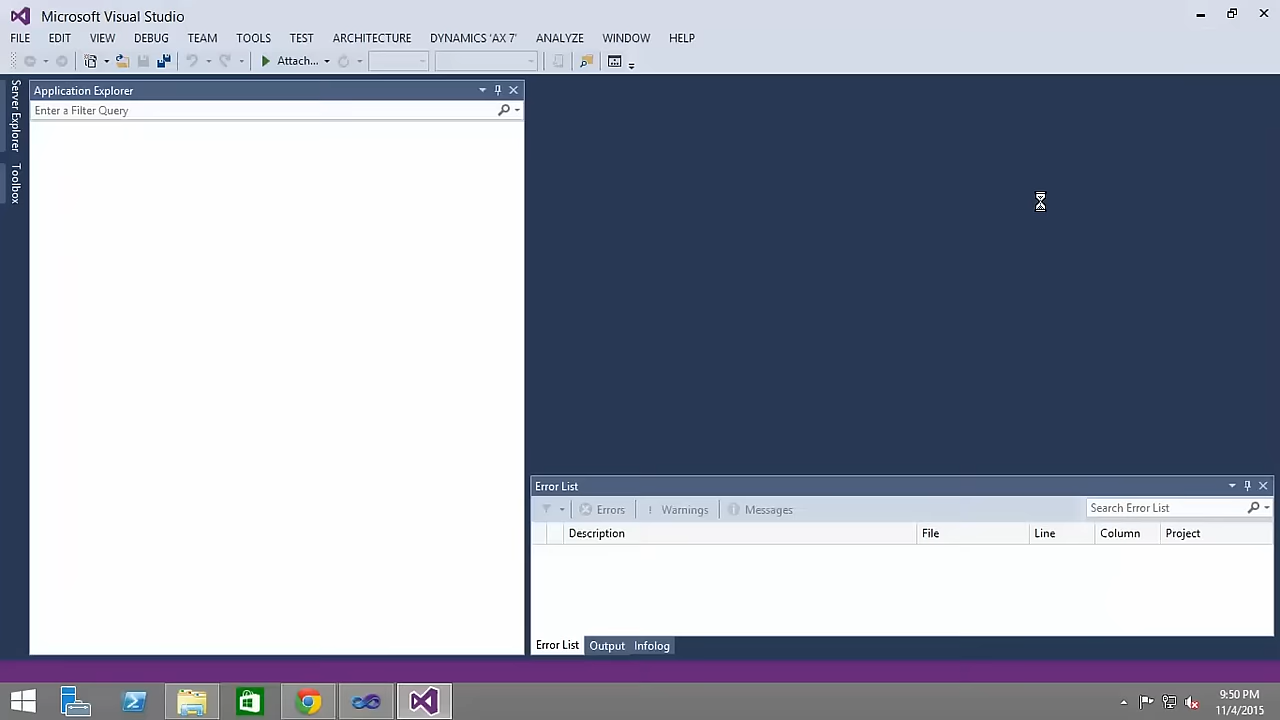 Microsoft Visual Studio
FILE EDIT VIEW DEBUG TEAM TOOLS TEST ARCHITECTURE DYNAMICS 'AX 7' ANALYZE WINDOW HELP
Attach...
Server Explorer
Toolbox
Application Explorer
Enter a Filter Query
Error List
Errors Warnings Messages Search Error List
Description File Line Column Project
Error List Output Infolog
9:50 PM
11/4/2015